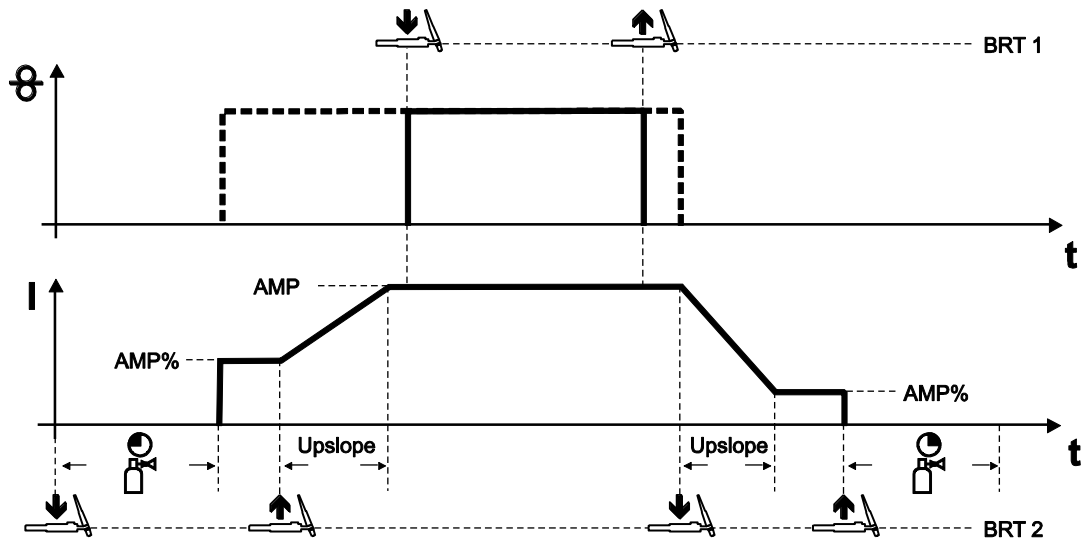 BRT 1
t
I
AMP
AMP%
AMP%
Upslope
Upslope
t
BRT 2